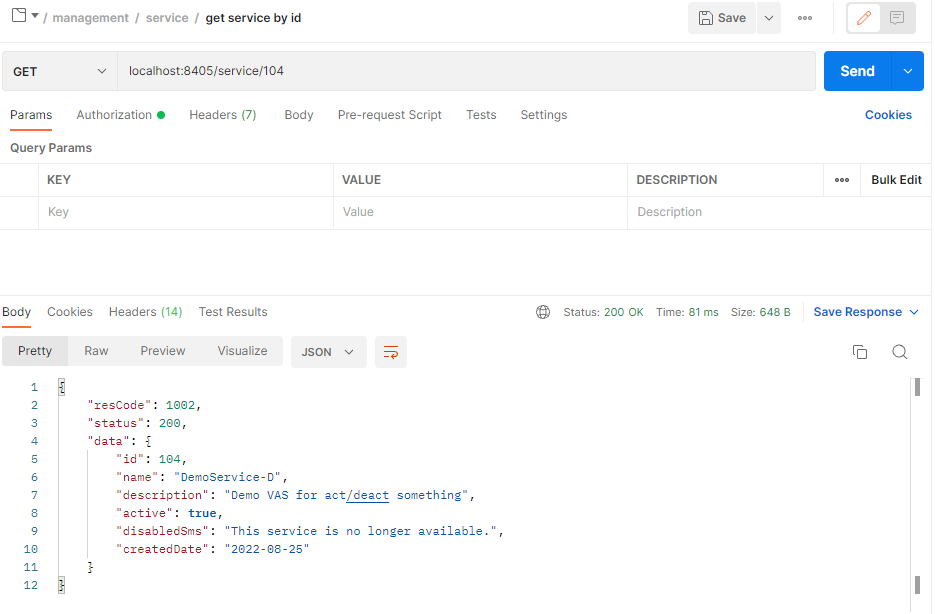 / management / service / get service by id
Save
GET localhost:8405/service/104 Send
Params Authorization Headers (7) Body Pre-request Script Tests Settings Cookies
Query Params
KEY VALUE DESCRIPTION Bulk Edit
Key Value Description
Body Cookies Headers (14) Test Results Status: 200 OK Time: 81 ms Size: 648 B Save Response
Pretty Raw Preview Visualize JSON
1 {
2 "resCode": 1002,
3 "status": 200,
4 "data": {
5 "id": 104,
6 "name": "DemoService-D",
7 "description": "Demo VAS for act/deact something",
8 "active": true,
9 "disabledSms": "This service is no longer available.",
10 "createdDate": "2022-08-25"
11 }
12 }